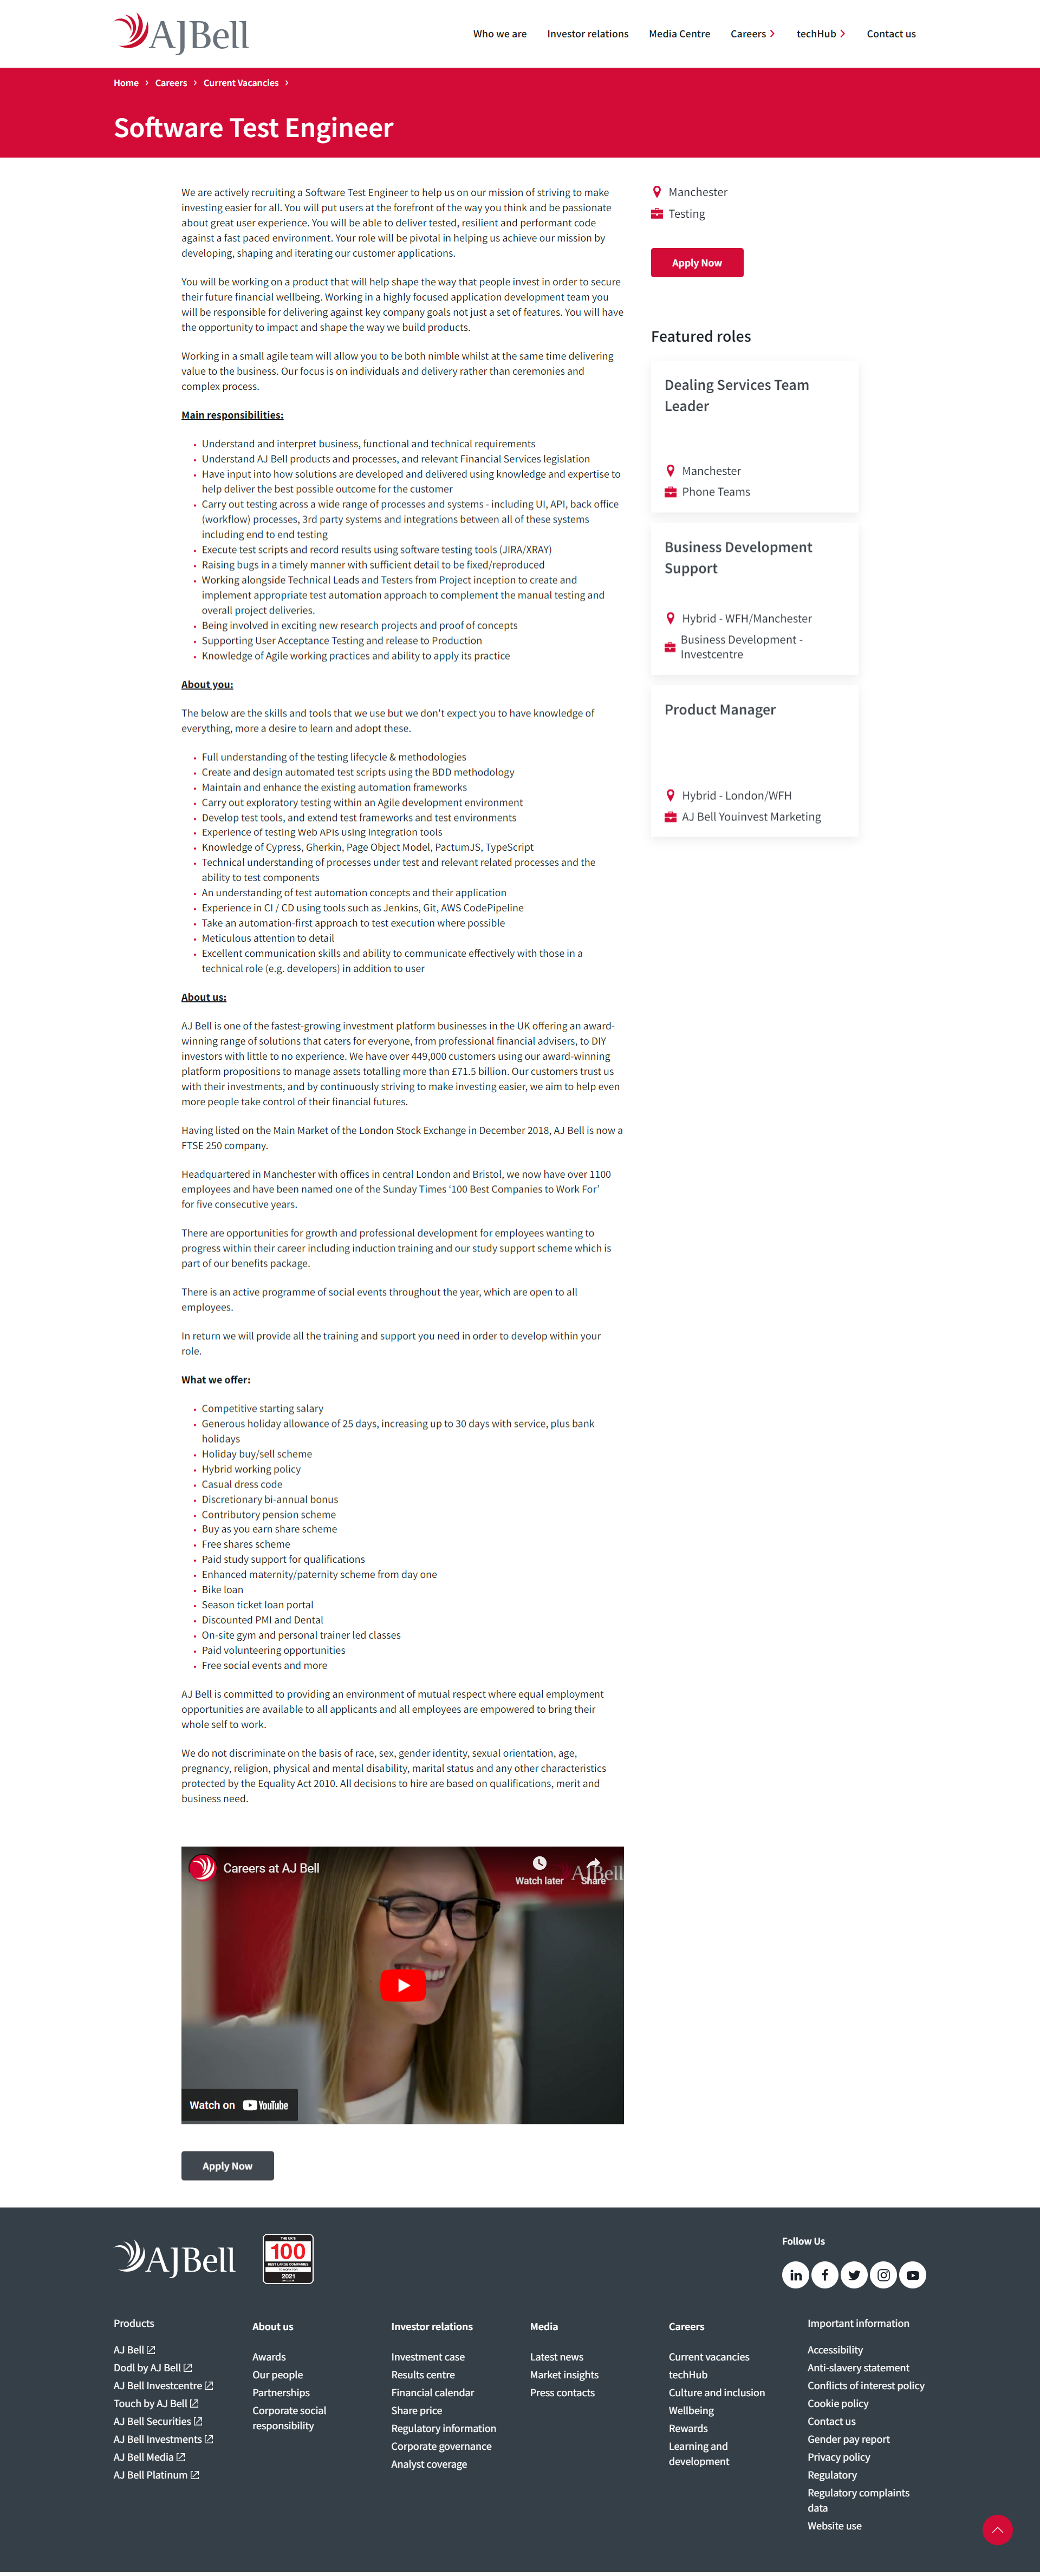 AJBell
Who we are
Investor relations
Media Centre
Careers
techHub
Contact us
Home
Careers
Current Vacancies
Software Test Engineer
We are actively recruiting a Software Test Engineer to help us on our mission of striving to make
investing easier for all. You will put users at the forefront of the way you think and be passionate
about great user experience. You will be able to deliver tested, resilient and performant code
against a fast paced environment. Your role will be pivotal in helping us achieve our mission by
developing, shaping and iterating our customer applications.
You will be working on a product that will help shape the way that people invest in order to secure
their future financial wellbeing. Working in a highly focused application development team you
will be responsible for delivering against key company goals not just a set of features. You will have
the opportunity to impact and shape the way we build products.
Working in a small agile team will allow you to be both nimble whilst at the same time delivering
value to the business. Our focus is on individuals and delivery rather than ceremonies and
complex process.
Main responsibilities:
Understand and interpret business, functional and technical requirements
Understand AJ Bell products and processes, and relevant Financial Services legislation
Have input into how solutions are developed and delivered using knowledge and expertise to
help deliver the best possible outcome for the customer
Carry out testing across a wide range of processes and systems - including UI, API, back office
(workflow) processes, 3rd party systems and integrations between all of these systems
including end to end testing
Execute test scripts and record results using software testing tools (JIRA/XRAY)
Raising bugs in a timely manner with sufficient detail to be fixed/reproduced
Working alongside Technical Leads and Testers from Project inception to create and
implement appropriate test automation approach to complement the manual testing and
overall project deliveries.
Being involved in exciting new research projects and proof of concepts
Supporting User Acceptance Testing and release to Production
Knowledge of Agile working practices and ability to apply its practice
About you:
The below are the skills and tools that we use but we don't expect you to have knowledge of
everything, more a desire to learn and adopt these.
Full understanding of the testing lifecycle & methodologies
Create and design automated test scripts using the BDD methodology
Maintain and enhance the existing automation frameworks
Carry out exploratory testing within an Agile development environment
Develop test tools, and extend test frameworks and test environments
Experience of testing Web APIs using Integration tools
Knowledge of Cypress, Gherkin, Page Object Model, PactumJS, TypeScript
Technical understanding of processes under test and relevant related processes and the
ability to test components
An understanding of test automation concepts and their application
Experience in CI / CD using tools such as Jenkins, Git, AWS CodePipeline
Take an automation-first approach to test execution where possible
Meticulous attention to detail
Excellent communication skills and ability to communicate effectively with those in a
technical role (e.g. developers) in addition to user
About us:
AJ Bell is one of the fastest-growing investment platform businesses in the UK offering an award-
winning range of solutions that caters for everyone, from professional financial advisers, to DIY
investors with little to no experience. We have over 449,000 customers using our award-winning
platform propositions to manage assets totalling more than £71.5 billion. Our customers trust us
with their investments, and by continuously striving to make investing easier, we aim to help even
more people take control of their financial futures.
Having listed on the Main Market of the London Stock Exchange in December 2018, AJ Bell is now a
FTSE 250 company.
Headquartered in Manchester with offices in central London and Bristol, we now have over 1100
employees and have been named one of the Sunday Times ‘100 Best Companies to Work For’
for five consecutive years.
There are opportunities for growth and professional development for employees wanting to
progress within their career including induction training and our study support scheme which is
part of our benefits package.
There is an active programme of social events throughout the year, which are open to all
employees.
In return we will provide all the training and support you need in order to develop within your
role.
What we offer:
Competitive starting salary
Generous holiday allowance of 25 days, increasing up to 30 days with service, plus bank
holidays
Holiday buy/sell scheme
Hybrid working policy
Casual dress code
Discretionary bi-annual bonus
Contributory pension scheme
Buy as you earn share scheme
Free shares scheme
Paid study support for qualifications
Enhanced maternity/paternity scheme from day one
Bike loan
Season ticket loan portal
Discounted PMI and Dental
On-site gym and personal trainer led classes
Paid volunteering opportunities
Free social events and more
AJ Bell is committed to providing an environment of mutual respect where equal employment
opportunities are available to all applicants and all employees are empowered to bring their
whole self to work.
We do not discriminate on the basis of race, sex, gender identity, sexual orientation, age,
pregnancy, religion, physical and mental disability, marital status and any other characteristics
protected by the Equality Act 2010. All decisions to hire are based on qualifications, merit and
business need.
Careers at AJ Bell
Watch later
Share
AJBell
Watch on YouTube
Apply Now
Manchester
Testing
Apply Now
Featured roles
Dealing Services Team
Leader
Manchester
Phone Teams
Business Development
Support
Hybrid - WFH/Manchester
Business Development -
Investcentre
Product Manager
Hybrid - London/WFH
AJ Bell Youinvest Marketing
AJBell
THE UK'S
100
BEST LARGE COMPANIES
TO WORK FOR
2021
Follow Us
Products
AJ Bell
Dodl by AJ Bell
AJ Bell Investcentre
Touch by AJ Bell
AJ Bell Securities
AJ Bell Investments
AJ Bell Media
AJ Bell Platinum
About us
Awards
Our people
Partnerships
Corporate social
responsibility
Investor relations
Investment case
Results centre
Financial calendar
Share price
Regulatory information
Corporate governance
Analyst coverage
Media
Latest news
Market insights
Press contacts
Careers
Current vacancies
techHub
Culture and inclusion
Wellbeing
Rewards
Learning and
development
Important information
Accessibility
Anti-slavery statement
Conflicts of interest policy
Cookie policy
Contact us
Gender pay report
Privacy policy
Regulatory
Regulatory complaints
data
Website use